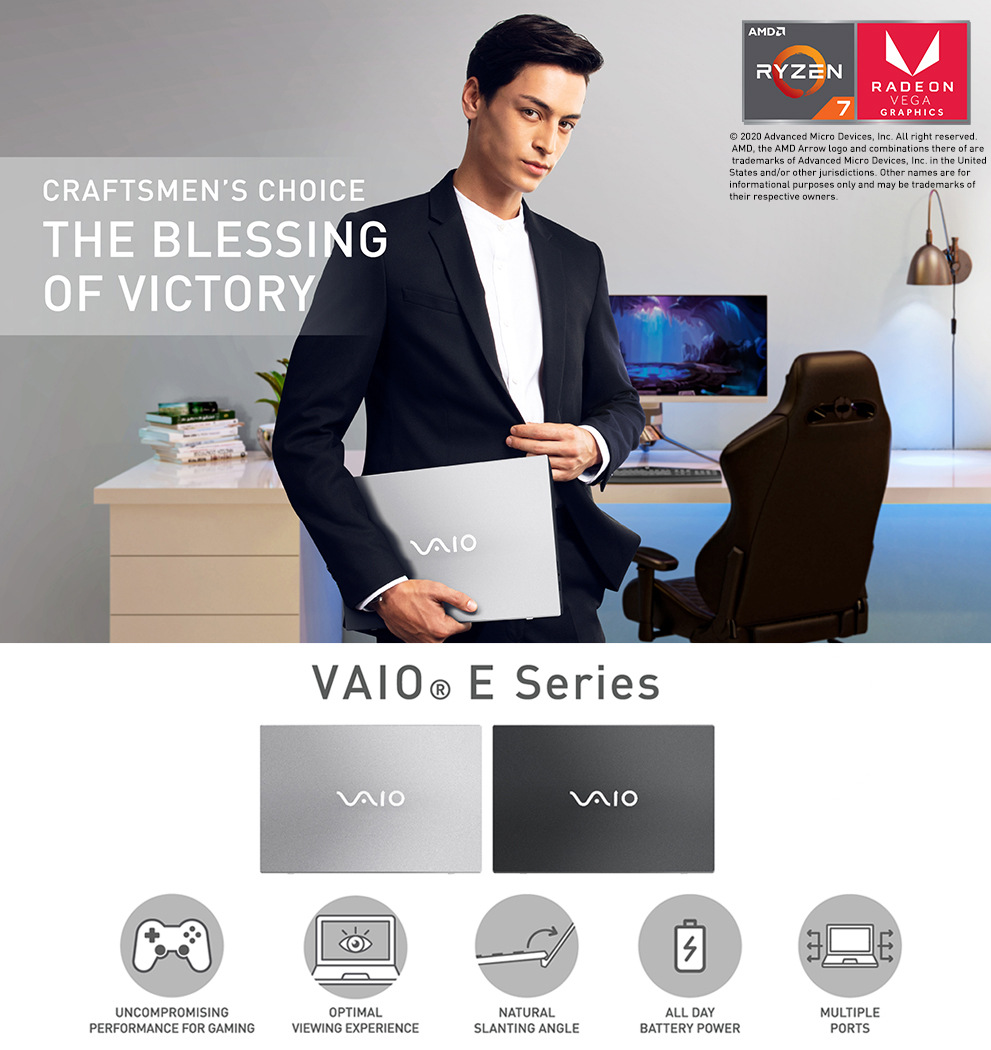 AMD
RYZEN
7
RADEON
VEGA
GRAPHICS
© 2020 Advanced Micro Devices, Inc. All right reserved.
AMD, the AMD Arrow logo and combinations there of are
trademarks of Advanced Micro Devices, Inc. in the United
States and/or other jurisdictions. Other names are for
informational purposes only and may be trademarks of
their respective owners.
CRAFTSMEN'S CHOICE
THE BLESSING
OF VICTORY
VAIO
VAIO® E Series
VAIO
VAIO
UNCOMPROMISING
PERFORMANCE FOR GAMING
OPTIMAL
VIEWING EXPERIENCE
NATURAL
SLANTING ANGLE
ALL DAY
BATTERY POWER
MULTIPLE
PORTS